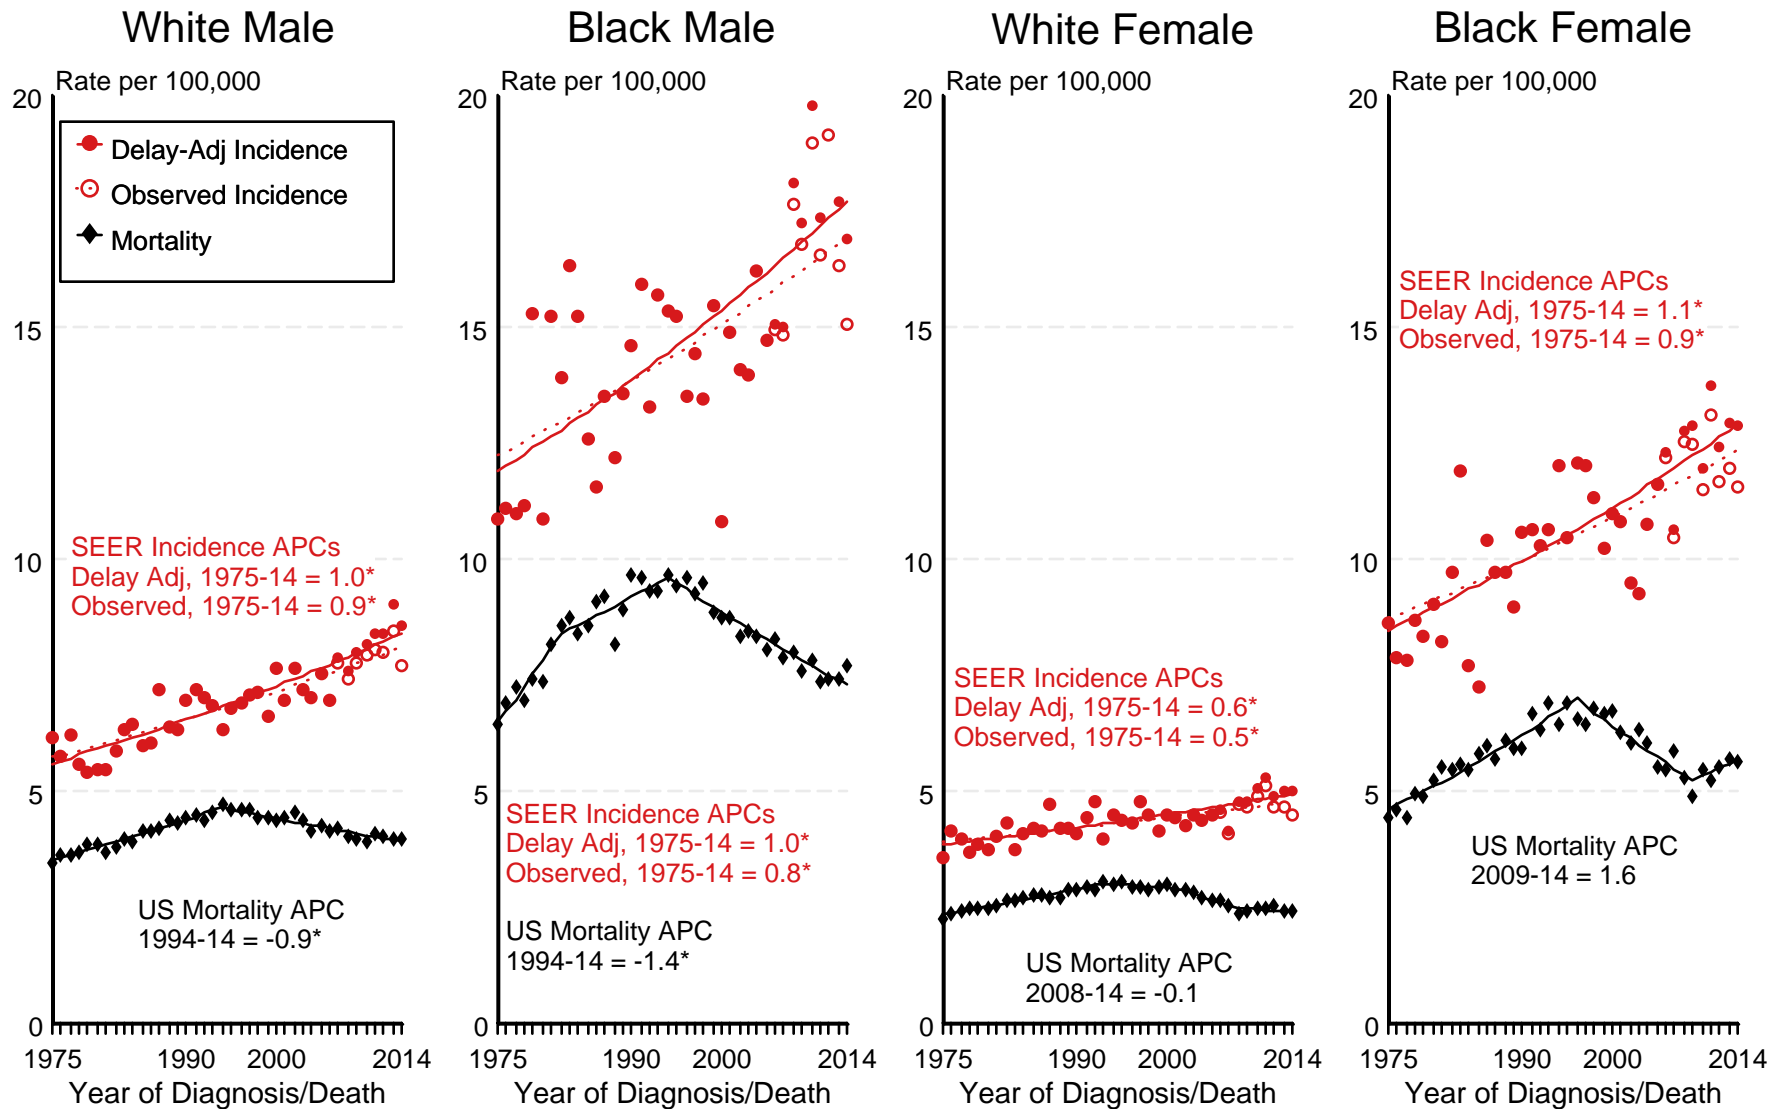 White Male
Rate per 100,000
20
15
10
5
0
Delay-Adj Incidence
Observed Incidence
Mortality
SEER Incidence APCs
Delay Adj, 1975-14 = 1.0*
Observed, 1975-14 = 0.9*
US Mortality APC
1994-14 = -0.9*
1975 1990 2000 2014
Year of Diagnosis/Death
Black Male
Rate per 100,000
20
15
10
5
0
SEER Incidence APCs
Delay Adj, 1975-14 = 1.0*
Observed, 1975-14 = 0.8*
US Mortality APC
1994-14 = -1.4*
1975 1990 2000 2014
Year of Diagnosis/Death
White Female
Rate per 100,000
20
15
10
5
0
SEER Incidence APCs
Delay Adj, 1975-14 = 0.6*
Observed, 1975-14 = 0.5*
US Mortality APC
2008-14 = -0.1
1975 1990 2000 2014
Year of Diagnosis/Death
Black Female
Rate per 100,000
20
15
10
5
0
SEER Incidence APCs
Delay Adj, 1975-14 = 1.1*
Observed, 1975-14 = 0.9*
US Mortality APC
2009-14 = 1.6
1975 1990 2000 2014
Year of Diagnosis/Death